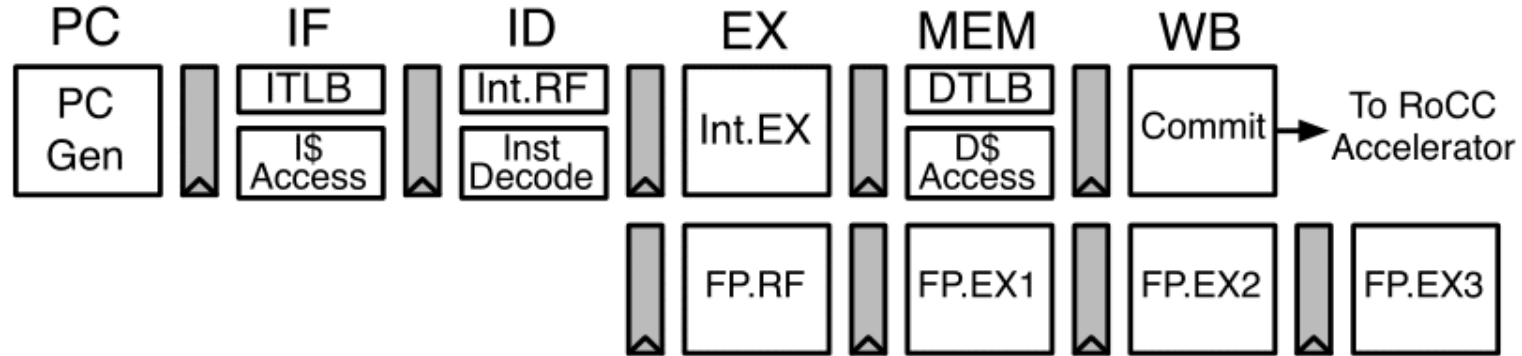 PC IF ID EX MEM WB
PC
Gen
ITLB
I$
Access
Int.RF
Inst
Decode
Int.EX
DTLB
D$
Access
Commit
To RoCC
Accelerator
FP.RF
FP.EX1
FP.EX2
FP.EX3